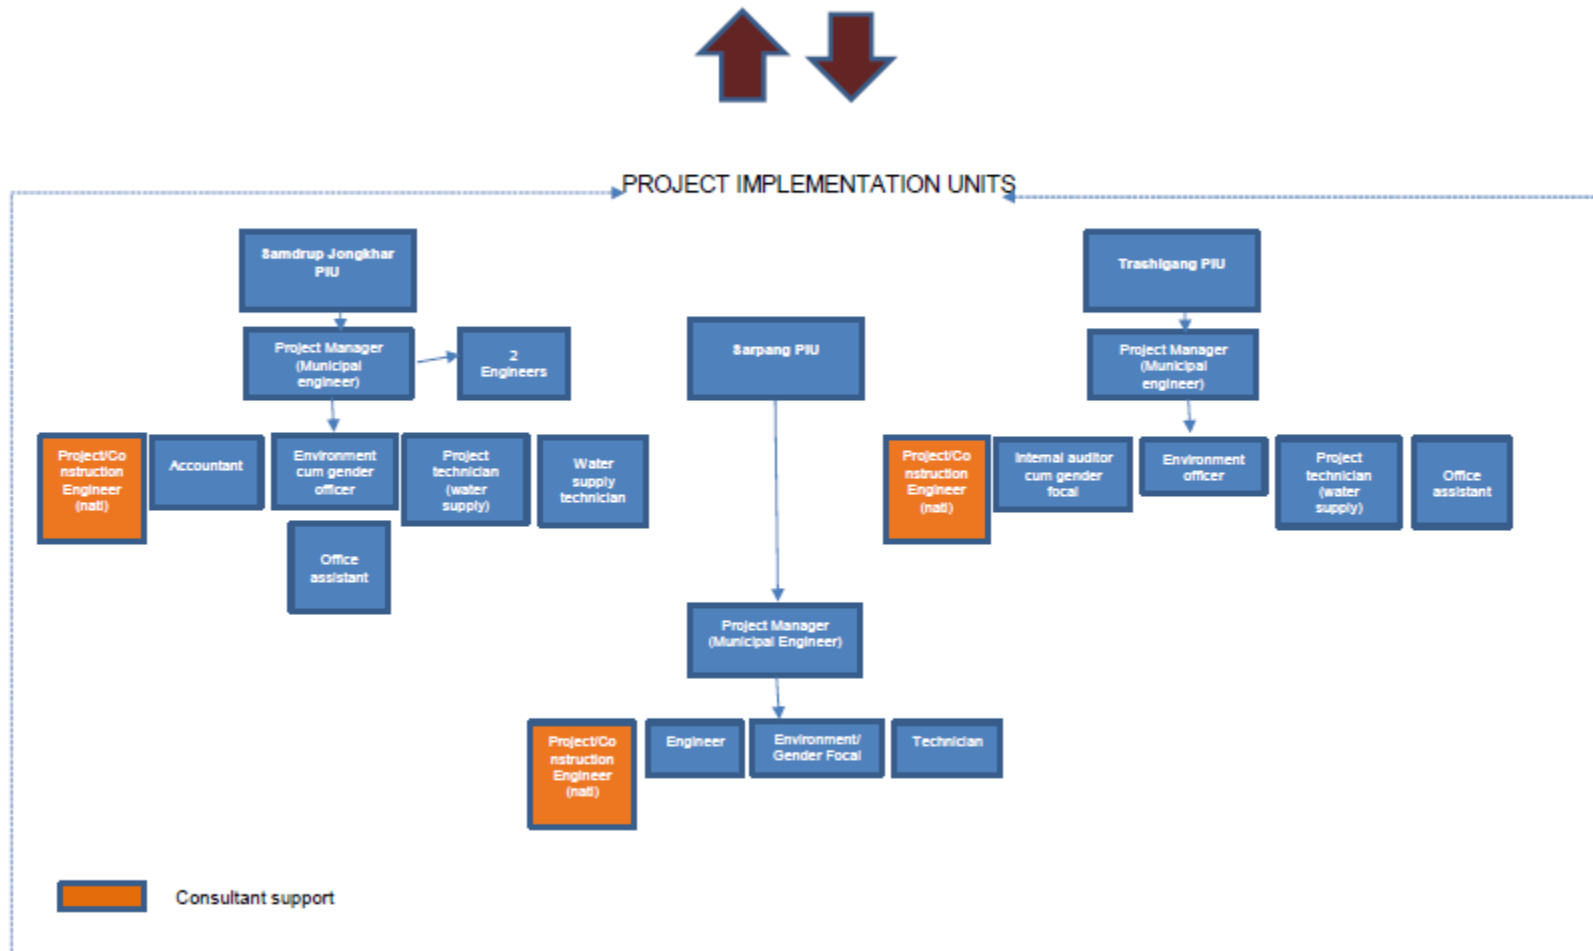 PROJECT IMPLEMENTATION UNITS
Samdrup Jongkhar
PIU
Project Manager
(Municipal
engineer)
2
Engineers
Project/Co
nstruction
Engineer
(natl)
Accountant
Environment
cum gender
officer
Project
technician
(water
supply)
Water
supply
technician
Office
assistant
Sarpang PIU
Project Manager
(Municipal Engineer)
Project/Co
nstruction
Engineer
(natl)
Engineer
Environment/
Gender Focal
Technician
Trashigang PIU
Project Manager
(Municipal
engineer)
Project/Co
nstruction
Engineer
(natl)
Internal auditor
cum gender
focal
Environment
officer
Project
technician
(water
supply)
Office
assistant
Consultant support